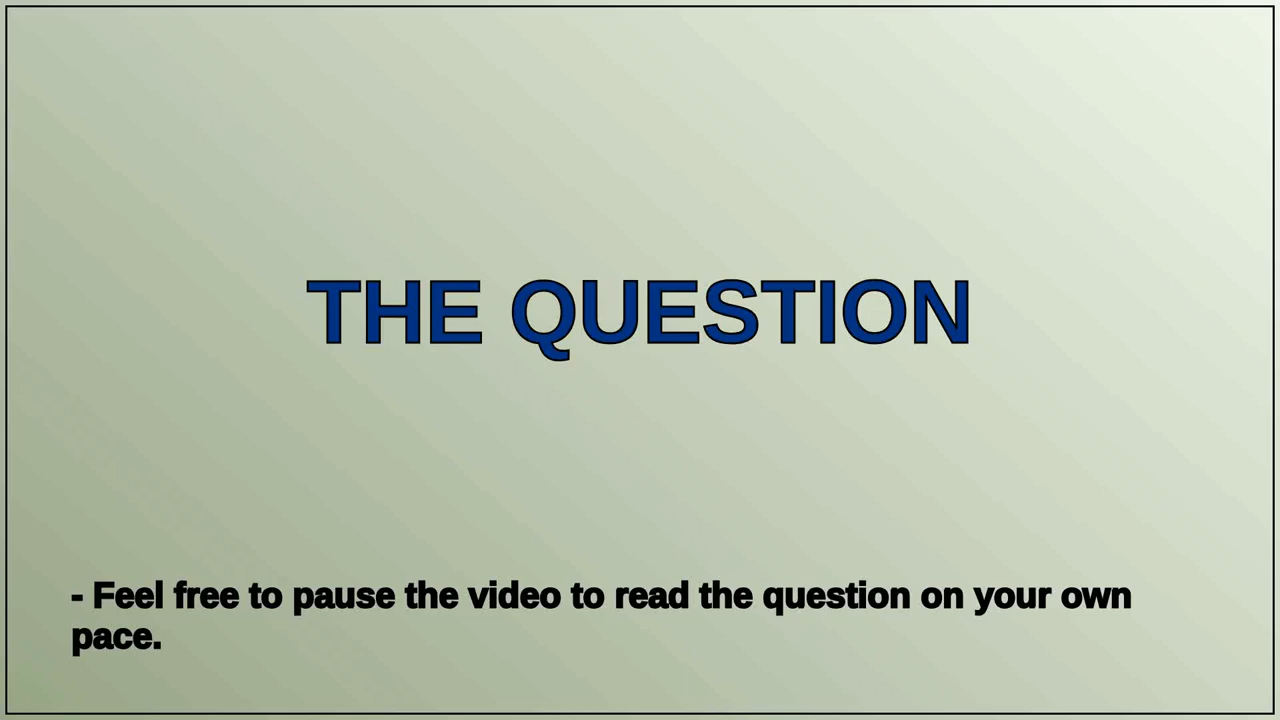 THE QUESTION
- Feel free to pause the video to read the question on your own
pace.